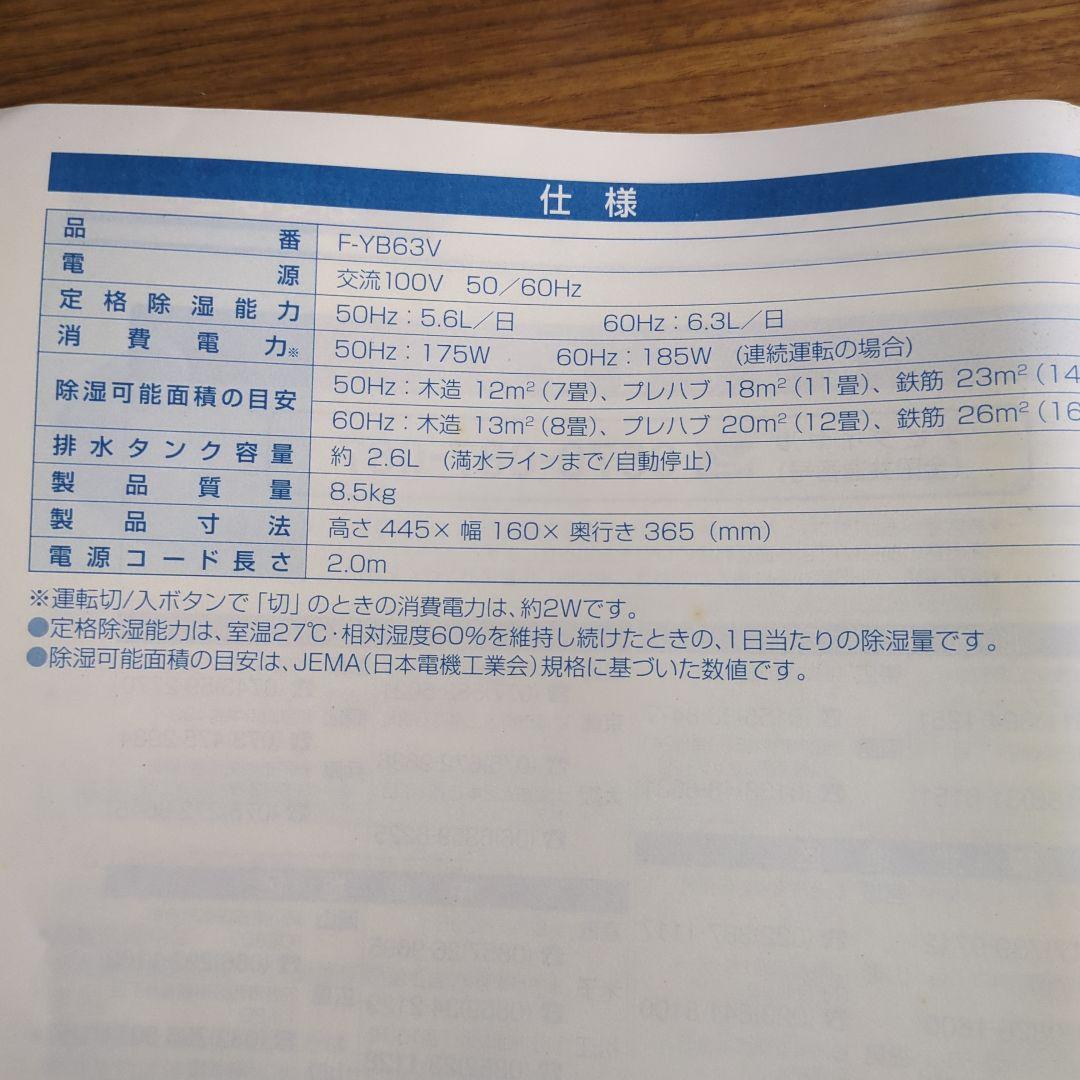 仕様
品番 F-YB63V
電源 交流100V 50／60Hz
定格除湿能力 50Hz：5.6L／日 60Hz：6.3L／日
消費電力※ 50Hz：175W 60Hz：185W (連続運転の場合)
除湿可能面積の目安 50Hz：木造 12m²（7畳）、プレハブ 18m²（11畳）、鉄筋 23m²（14
60Hz：木造 13m²（8畳）、プレハブ 20m²（12畳）、鉄筋 26m²（16
排水タンク容量 約 2.6L (満水ラインまで/自動停止)
製品質量 8.5kg
製品寸法 高さ 445× 幅 160× 奥行き 365（mm）
電源コード長さ 2.0m
※運転切/入ボタンで「切」のときの消費電力は、約2Wです。
●定格除湿能力は、室温27℃・相対湿度60%を維持し続けたときの、1日当たりの除湿量です。
●除湿可能面積の目安は、JEMA（日本電機工業会）規格に基づいた数値です。